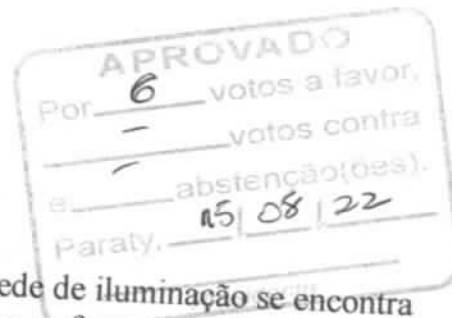 APROVADO
Por 6 votos a favor,
- votos contra
e - abstenção(ões).
Paraty, 15/08/22
ede de iluminação se encontra